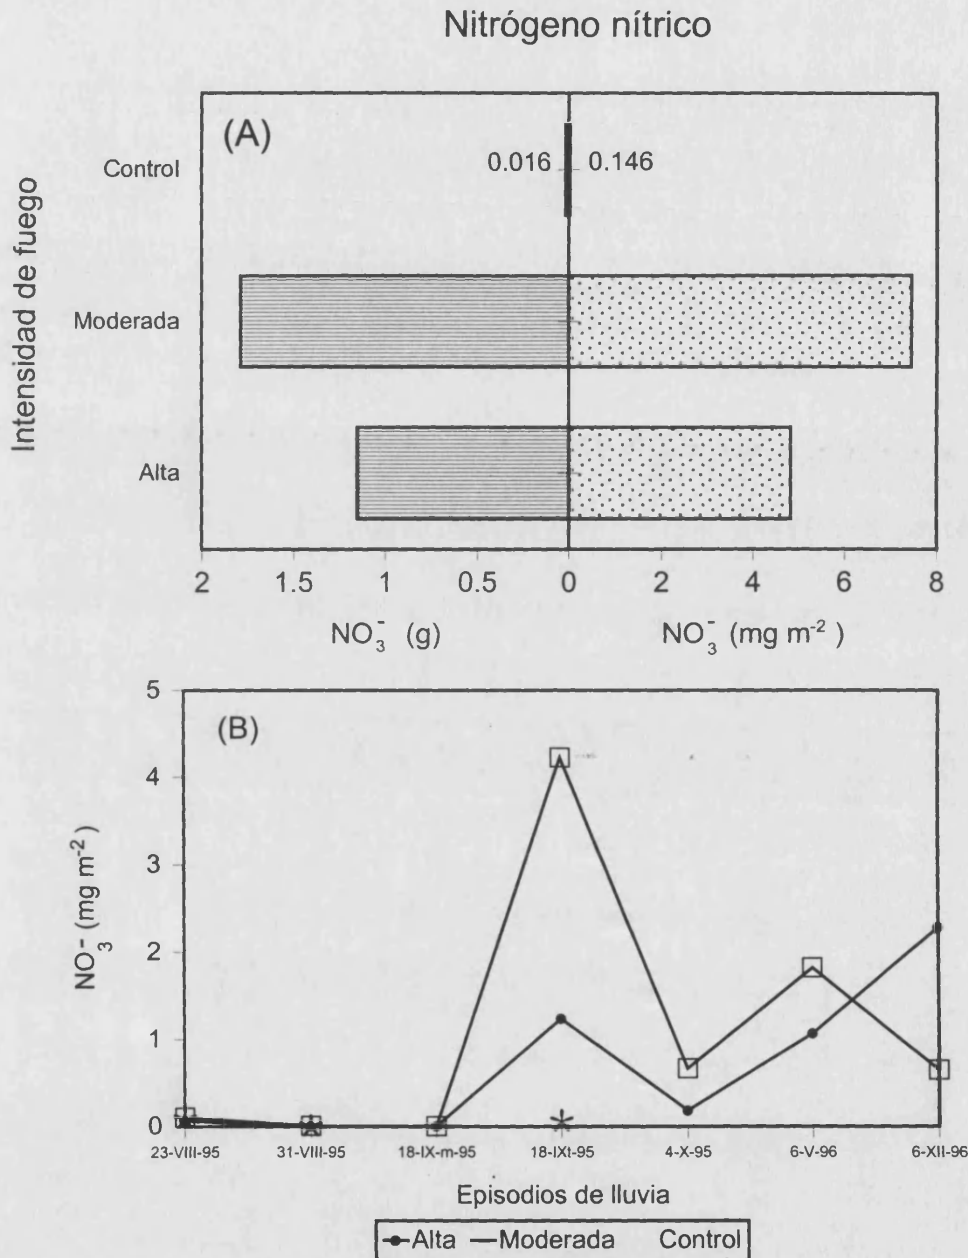 Nitrógeno nítrico
(A)
Intensidad de fuego
Control
0.016
0.146
Moderada
Alta
2 1.5 1 0.5 0 2 4 6 8
NO₃⁻ (g)
NO₃⁻ (mg m⁻²)
(B)
NO₃⁻ (mg m⁻²)
5
4
3
2
1
0
23-VIII-95 31-VIII-95 18-IX-m-95 18-IXt-95 4-X-95 6-V-96 6-XII-96
Episodios de lluvia
Alta Moderada Control